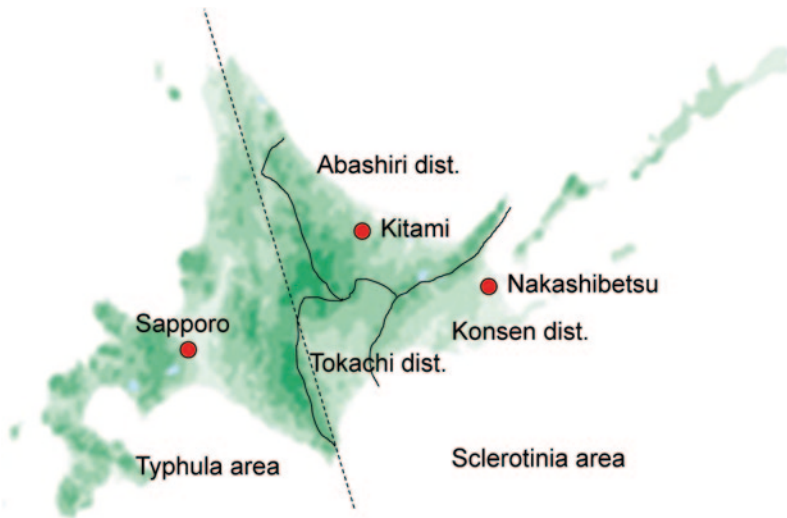 Abashiri dist.
Kitami
Nakashibetsu
Sapporo
Konsen dist.
Tokachi dist.
Typhula area
Sclerotinia area